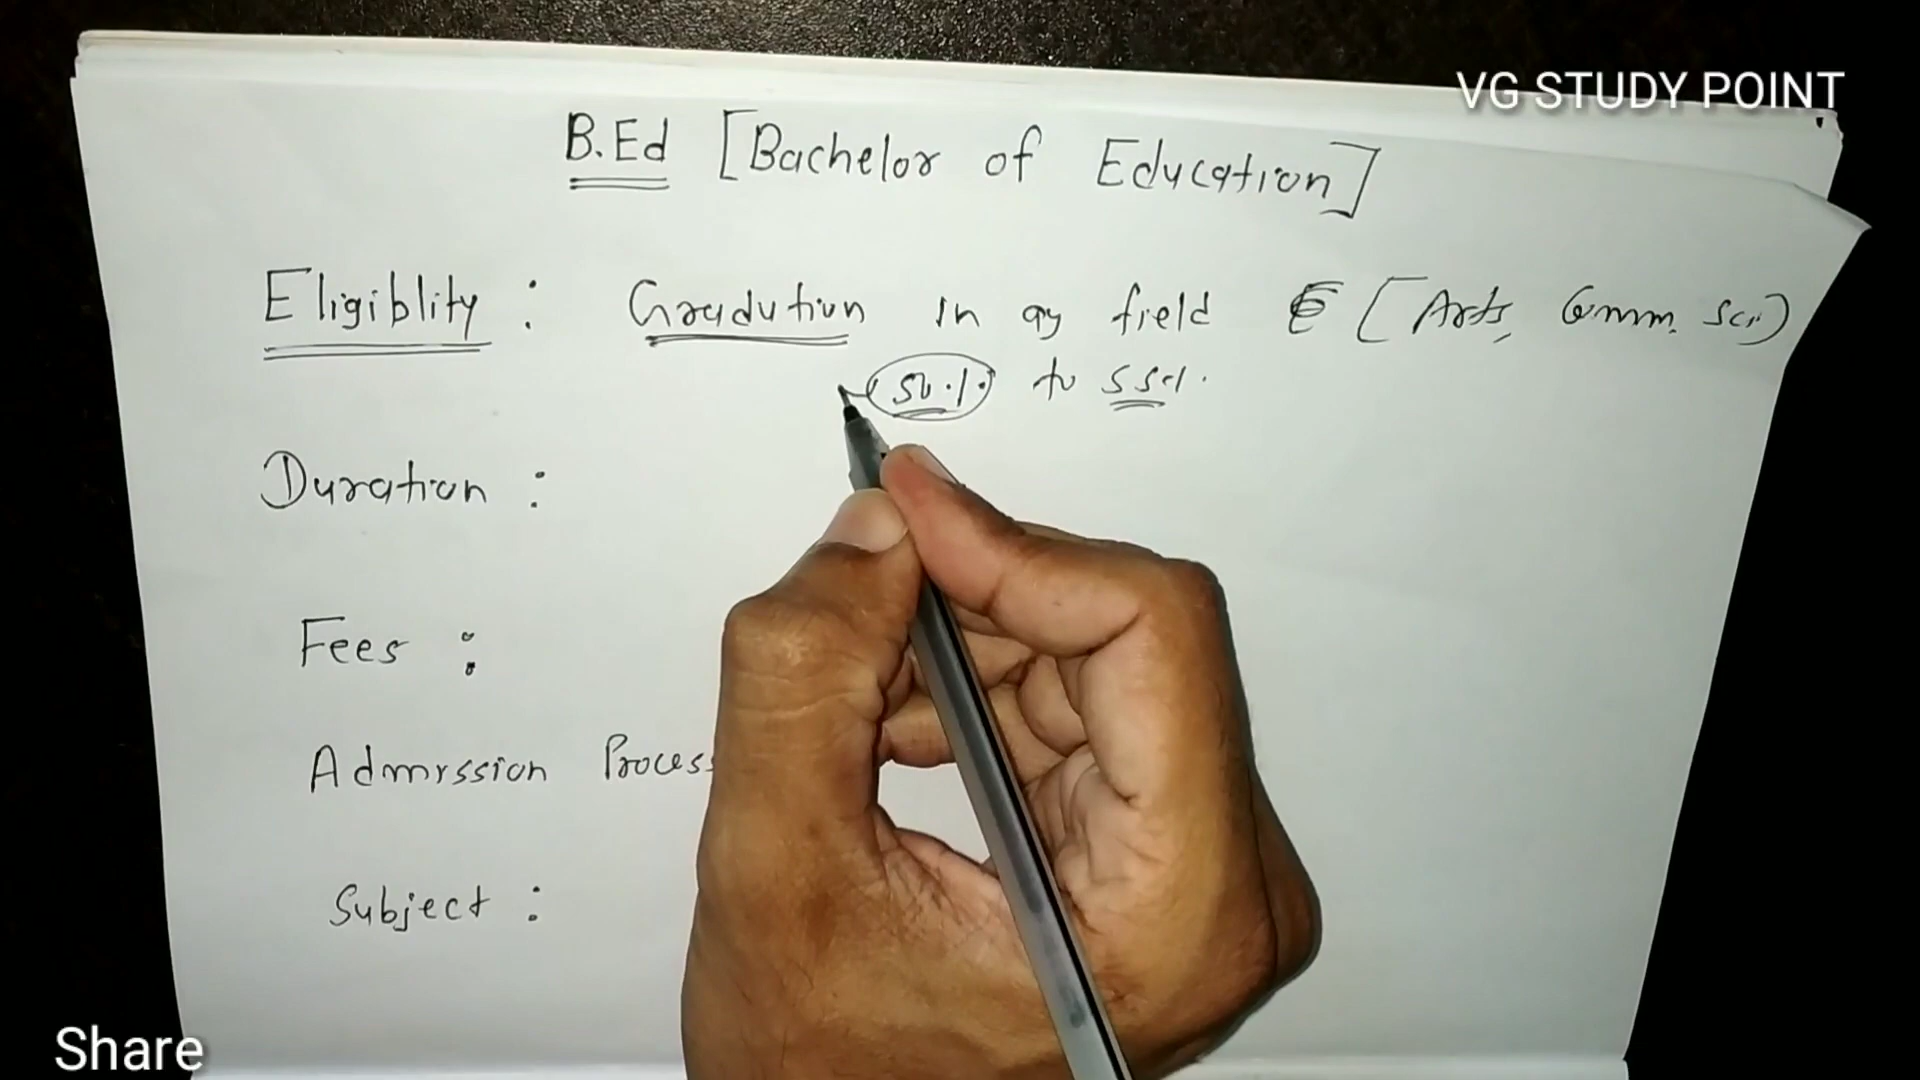 VG STUDY POINT
B.Ed [Bachelor of Education]
Eligiblity : Gradution in ay field [Arts, Comm. Sci)
50.%. to 55%.
Duration :
Fees :
Admission Process
Subject :
Share